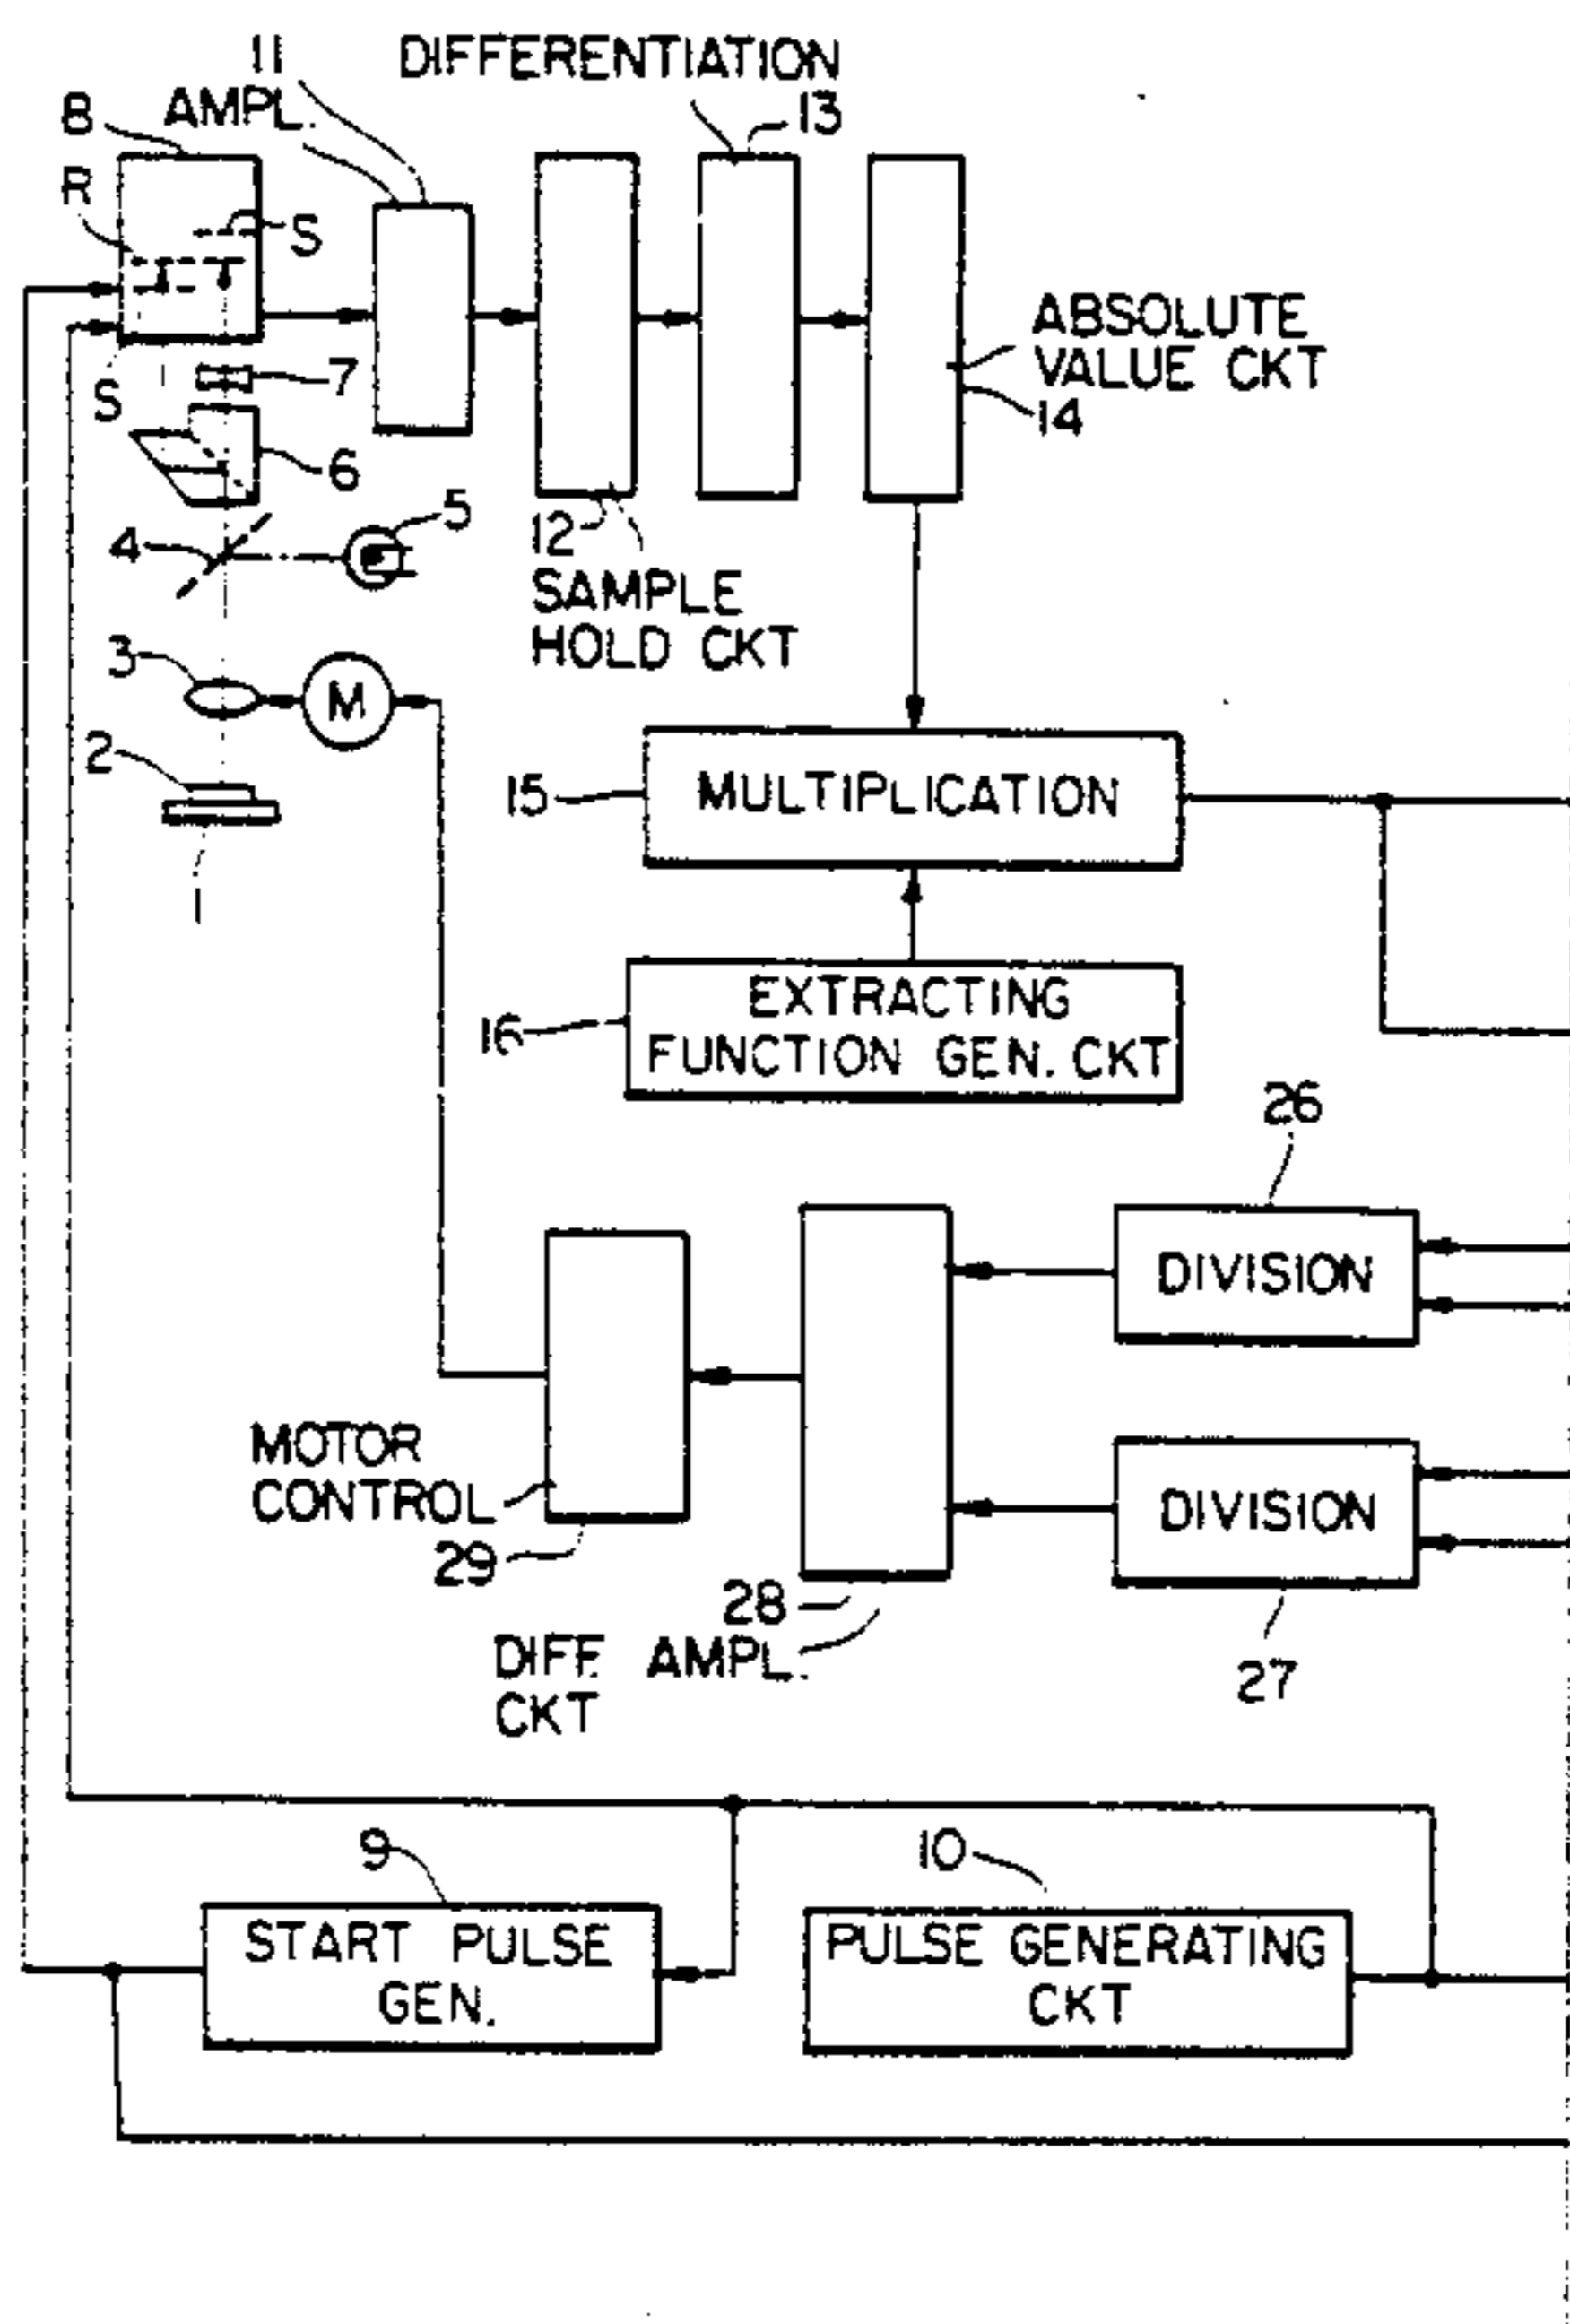 11
DIFFERENTIATION
8
AMPL.
13
R
S
ABSOLUTE
VALUE CKT
7
S
14
6
5
12
4
SAMPLE
HOLD CKT
3
M
2
15
MULTIPLICATION
1
EXTRACTING
16
FUNCTION GEN. CKT
26
DIVISION
MOTOR
CONTROL
DIVISION
29
28
DIFF. AMPL.
CKT
27
9
10
START PULSE
GEN.
PULSE GENERATING
CKT